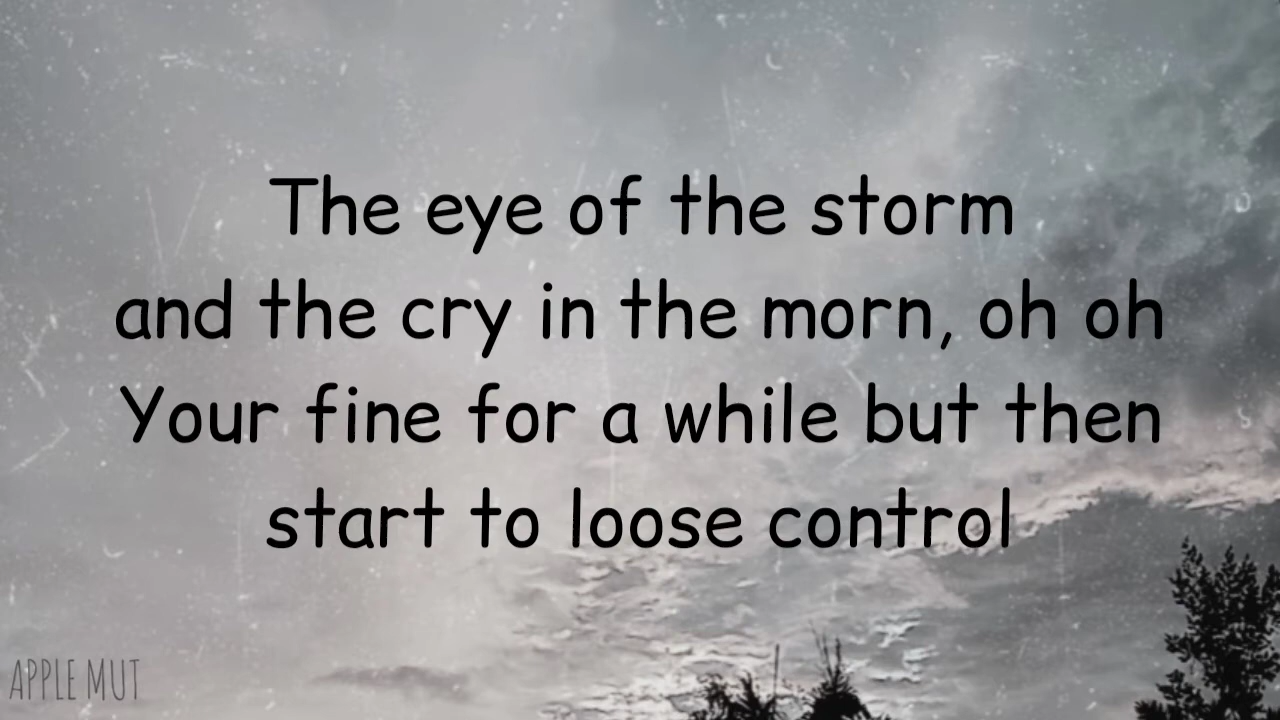 The eye of the storm
and the cry in the morn, oh oh
Your fine for a while but then
start to loose control
APPLE MUT